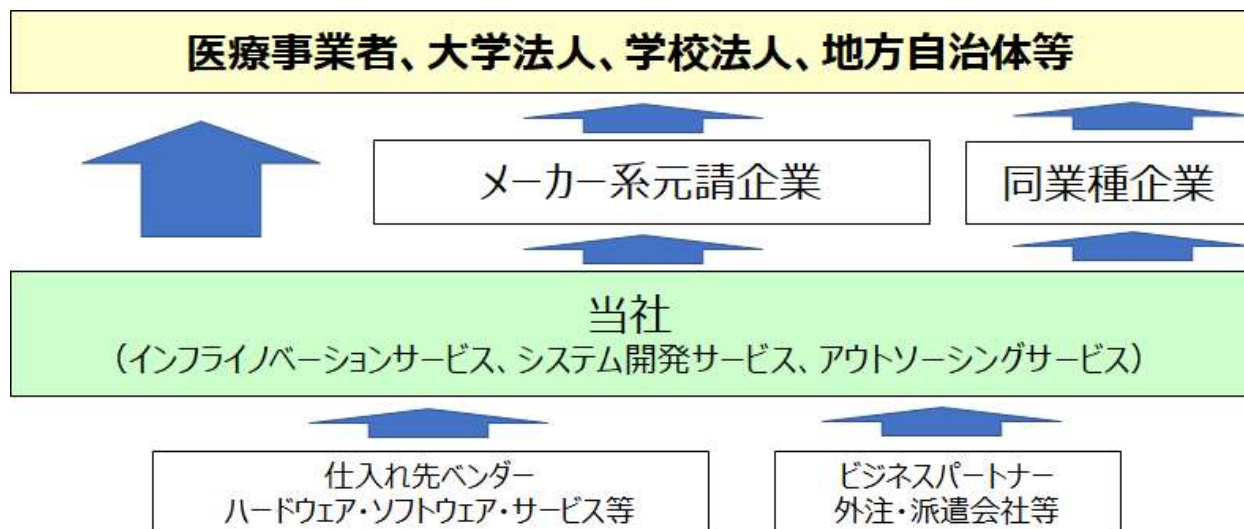 医療事業者、大学法人、学校法人、地方自治体等
メーカー系元請企業
同業種企業
当社
（インフライノベーションサービス、システム開発サービス、アウトソーシングサービス）
仕入れ先ベンダー
ハードウェア・ソフトウェア・サービス等
ビジネスパートナー
外注・派遣会社等